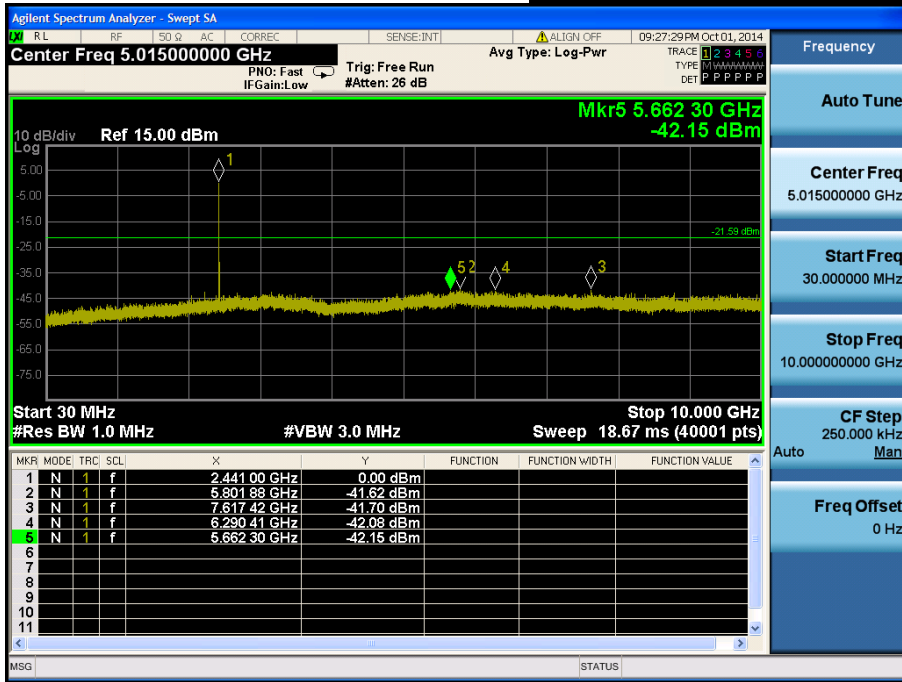 Agilent Spectrum Analyzer - Swept SA
LXI RL RF 50 Ω AC CORREC SENSE:INT ALIGN OFF 09:27:29 PM Oct 01, 2014
Center Freq 5.015000000 GHz
PNO: Fast
IFGain:Low
Trig: Free Run
#Atten: 26 dB
Avg Type: Log-Pwr
TRACE 1 2 3 4 5 6
TYPE M W W W W W
DET P P P P P P
Mkr5 5.662 30 GHz
-42.15 dBm
10 dB/div Ref 15.00 dBm
Log
5.00
-5.00
-15.0
-25.0
-35.0
-45.0
-55.0
-65.0
-75.0
1
-21.59 dBm
5 2 4 3
Start 30 MHz Stop 10.000 GHz
#Res BW 1.0 MHz #VBW 3.0 MHz Sweep 18.67 ms (40001 pts)
MKR MODE TRC SCL X Y FUNCTION FUNCTION WIDTH FUNCTION VALUE
1 N 1 f 2.441 00 GHz 0.00 dBm
2 N 1 f 5.801 88 GHz -41.62 dBm
3 N 1 f 7.617 42 GHz -41.70 dBm
4 N 1 f 6.290 41 GHz -42.08 dBm
5 N 1 f 5.662 30 GHz -42.15 dBm
6
7
8
9
10
11
MSG STATUS
Frequency
Auto Tune
Center Freq
5.015000000 GHz
Start Freq
30.000000 MHz
Stop Freq
10.000000000 GHz
CF Step
250.000 kHz
Auto Man
Freq Offset
0 Hz